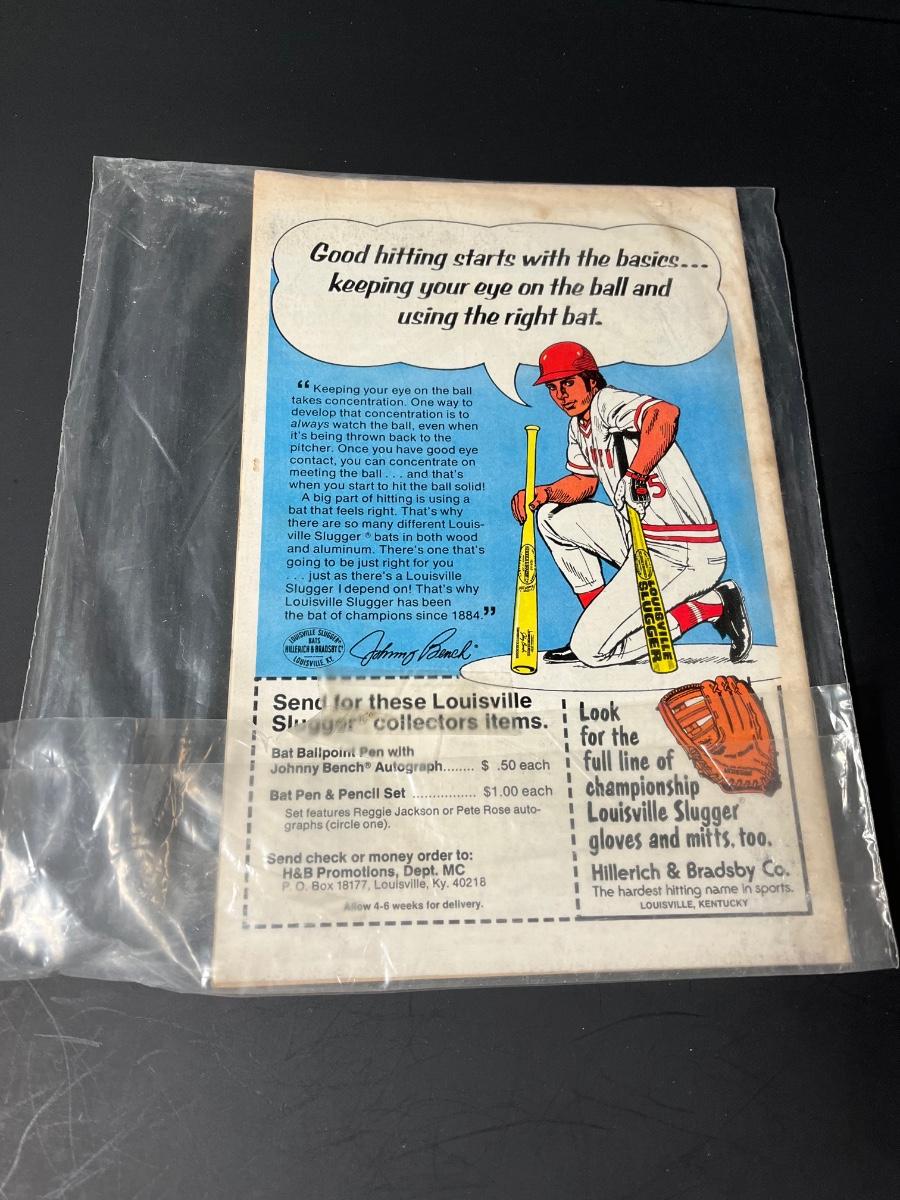 Good hitting starts with the basics...
keeping your eye on the ball and
using the right bat.
“ Keeping your eye on the ball
takes concentration. One way to
develop that concentration is to
always watch the ball, even when
it's being thrown back to the
pitcher. Once you have good eye
contact, you can concentrate on
meeting the ball . . . and that's
when you start to hit the ball solid!
A big part of hitting is using a
bat that feels right. That's why
there are so many different Louis-
ville Slugger ® bats in both wood
and aluminum. There's one that's
going to be just right for you
. . . just as there's a Louisville
Slugger I depend on! That's why
Louisville Slugger has been
the bat of champions since 1884.”
LOUISVILLE SLUGGER®
BATS
HILLERICH & BRADSBY Cº
LOUISVILLE, KY.
Johnny Bench®
5
LOUISVILLE
SLUGGER
Send for these Louisville
Slugger® collectors items.
Bat Ballpoint Pen with
Johnny Bench® Autograph........ $ .50 each
Bat Pen & Pencil Set ................ $1.00 each
Set features Reggie Jackson or Pete Rose auto-
graphs (circle one).
Send check or money order to:
H&B Promotions, Dept. MC
P. O. Box 18177, Louisville, Ky. 40218
Allow 4-6 weeks for delivery.
Look
for the
full line of
championship
Louisville Slugger®
gloves and mitts, too.
Hillerich & Bradsby Co.
The hardest hitting name in sports.
LOUISVILLE, KENTUCKY